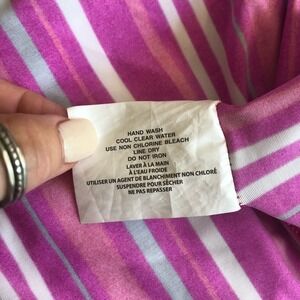 HAND WASH
COOL CLEAR WATER
USE NON CHLORINE BLEACH
LINE DRY
DO NOT IRON
LAVER À LA MAIN
À L'EAU FROIDE
UTILISER UN AGENT DE BLANCHIMENT NON CHLORÉ
SUSPENDRE POUR SÈCHER
NE PAS REPASSER